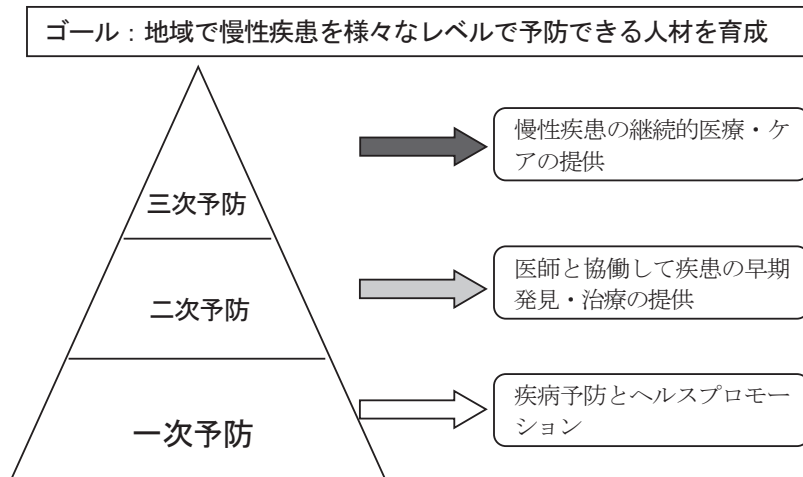 ゴール：地域で慢性疾患を様々なレベルで予防できる人材を育成
慢性疾患の継続的医療・ケ
アの提供
三次予防
医師と協働して疾患の早期
発見・治療の提供
二次予防
疾病予防とヘルスプロモー
ション
一次予防